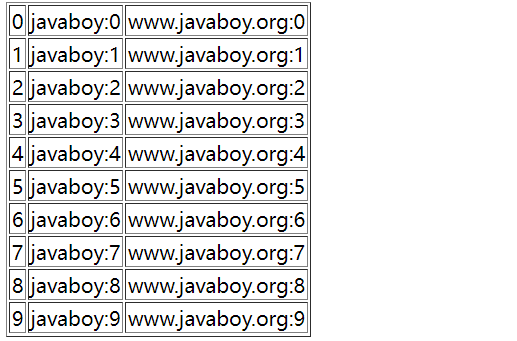 0 javaboy:0 www.javaboy.org:0
1 javaboy:1 www.javaboy.org:1
2 javaboy:2 www.javaboy.org:2
3 javaboy:3 www.javaboy.org:3
4 javaboy:4 www.javaboy.org:4
5 javaboy:5 www.javaboy.org:5
6 javaboy:6 www.javaboy.org:6
7 javaboy:7 www.javaboy.org:7
8 javaboy:8 www.javaboy.org:8
9 javaboy:9 www.javaboy.org:9